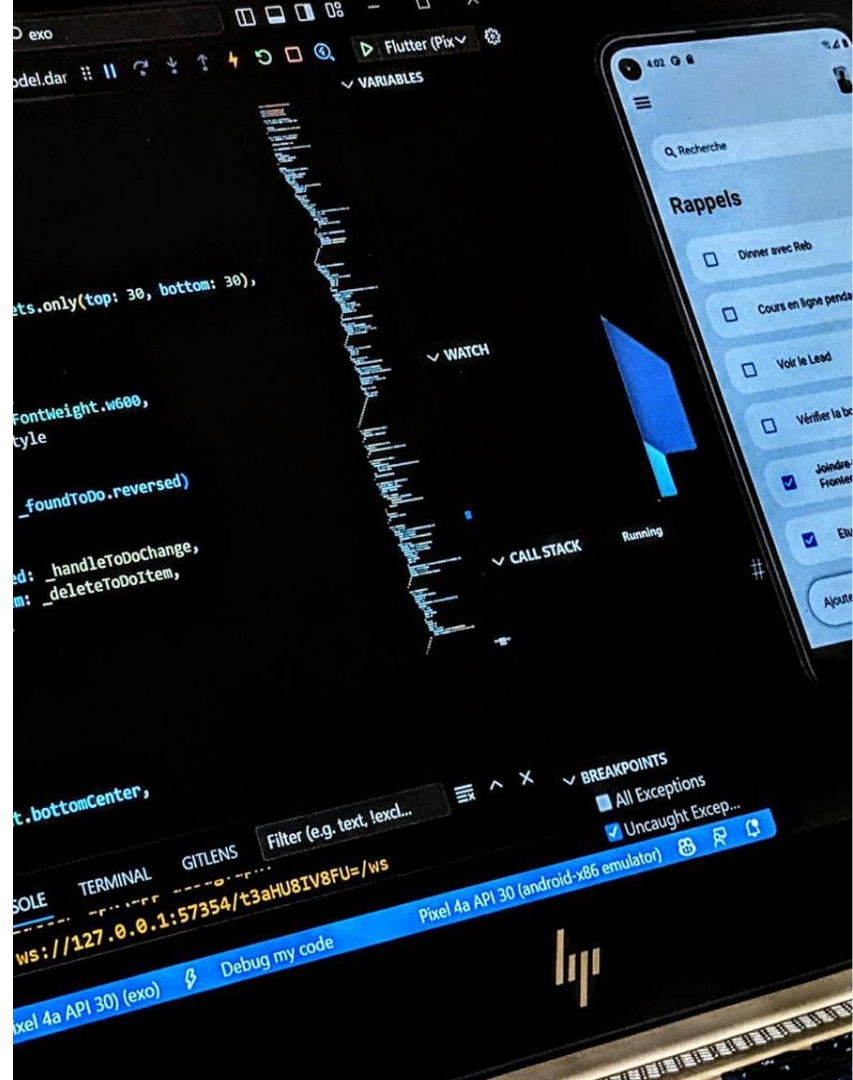 exo
odel.dar
Flutter (Pix
VARIABLES
ets.only(top: 30, bottom: 30),
FontWeight.w600,
tyle
_foundToDo.reversed)
ed: _handleToDoChange,
m: _deleteToDoItem,
t.bottomCenter,
WATCH
CALL STACK
Running
BREAKPOINTS
All Exceptions
Uncaught Excep...
SOLE
TERMINAL
GITLENS
Filter (e.g. text, !excl...
ws://127.0.0.1:57354/t3aHU8IV8FU=/ws
ixel 4a API 30) (exo)
Debug my code
Pixel 4a API 30 (android-x86 emulator)
hp
4:02
Recherche
Rappels
Dinner avec Reb
Cours en ligne penda
Voir le Lead
Vérifier la bo
Joindre
Fronten
Etu
Ajoute
#